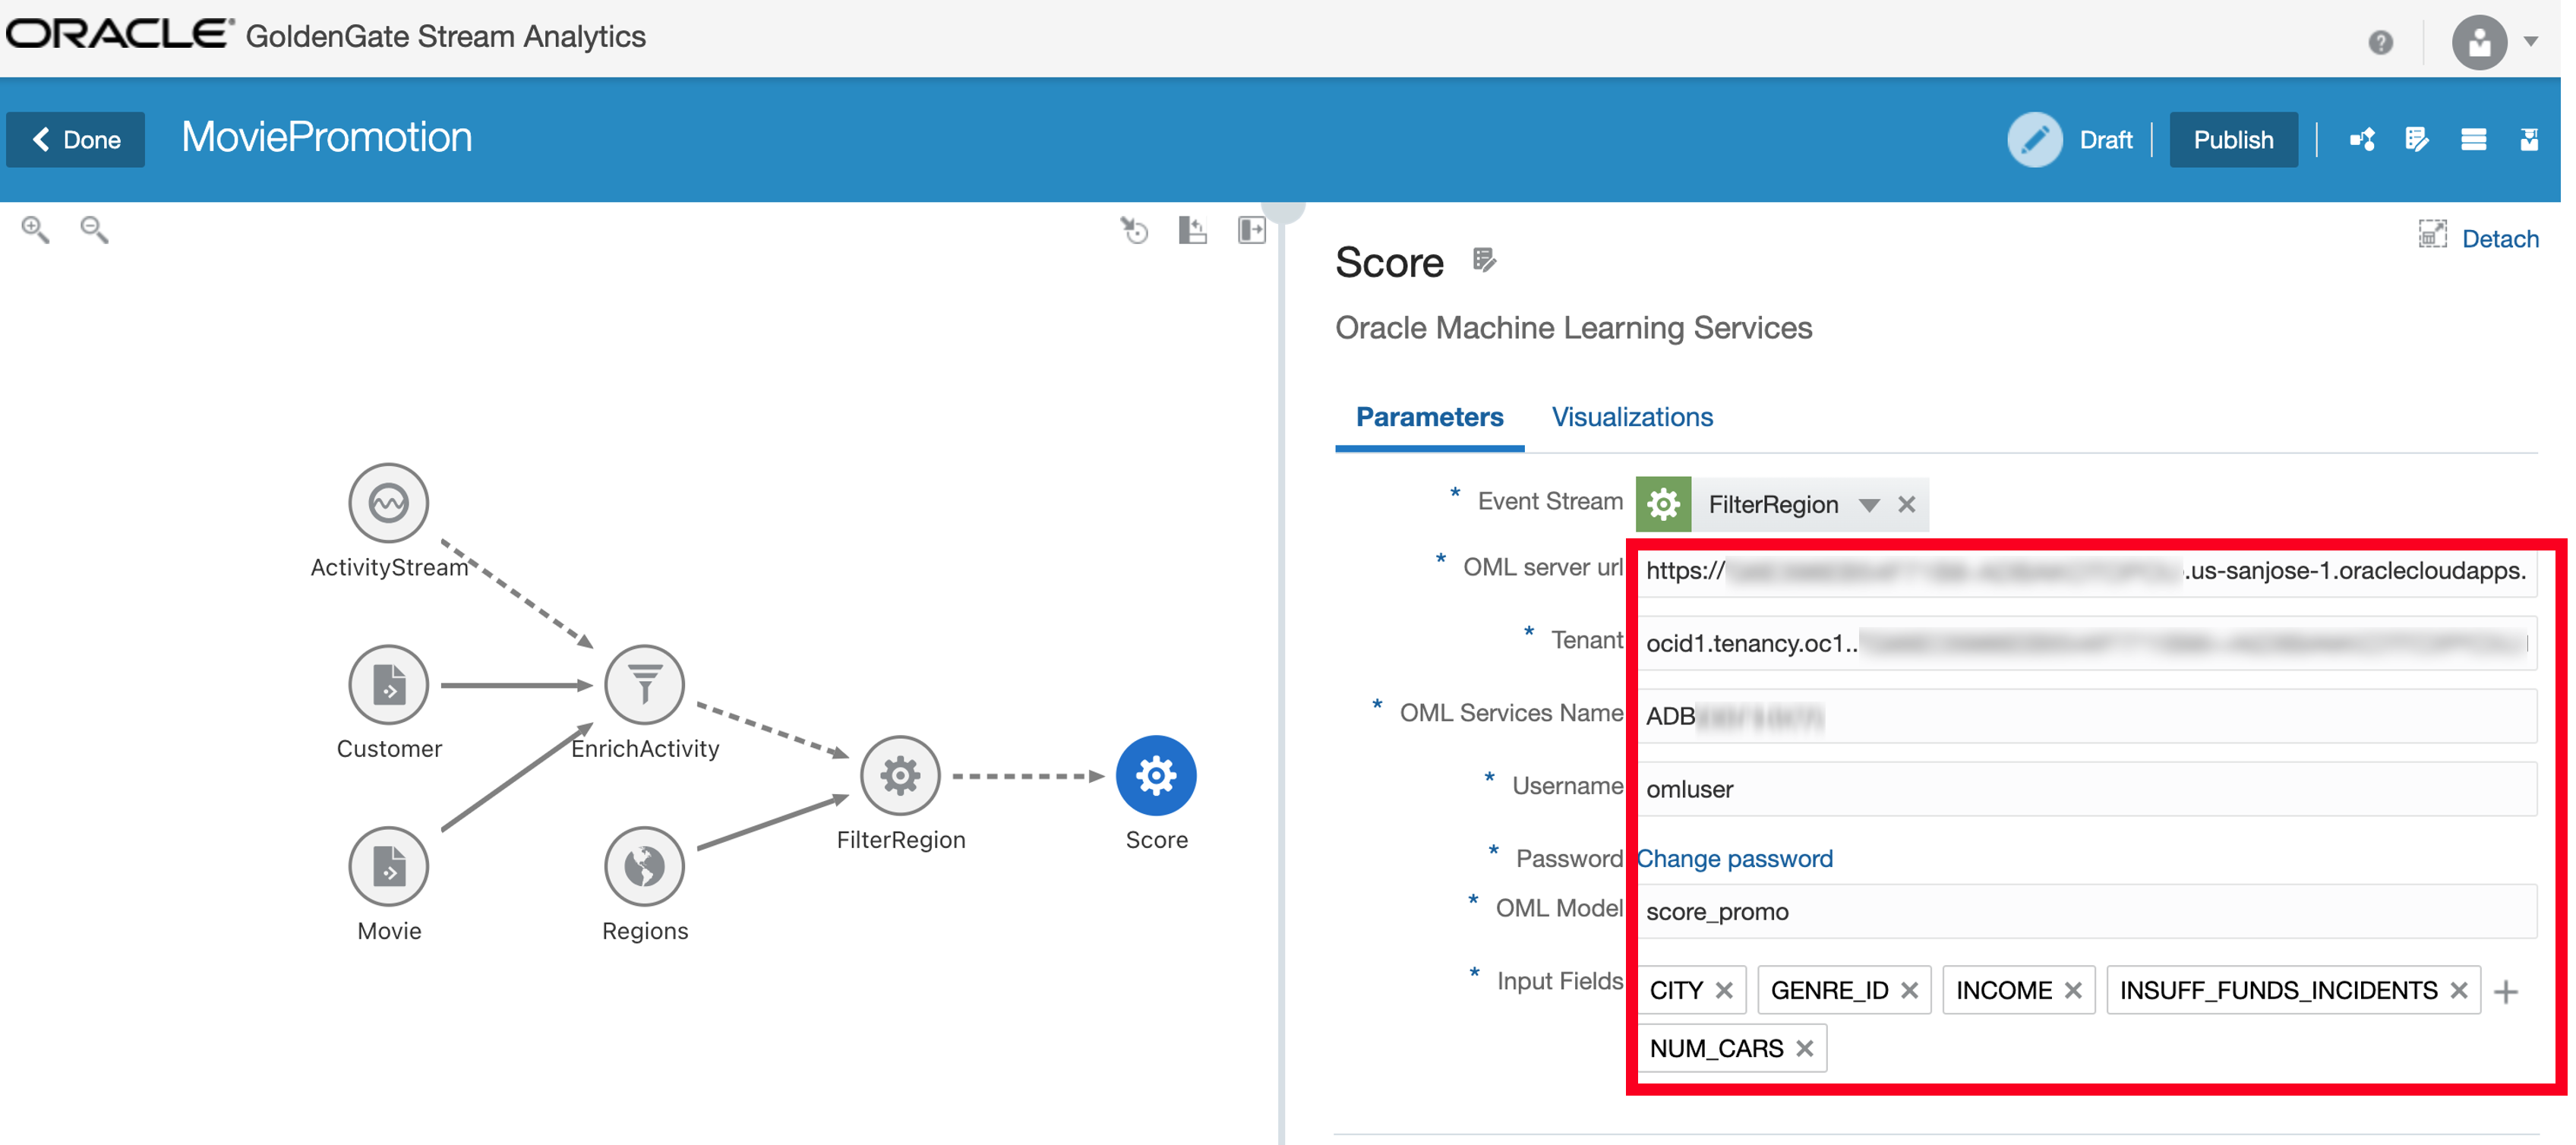 ORACLE® GoldenGate Stream Analytics
Done
MoviePromotion
Draft
Publish
Detach
Score
Oracle Machine Learning Services
Parameters Visualizations
* Event Stream FilterRegion
* OML server url https:// .us-sanjose-1.oraclecloudapps.
* Tenant ocid1.tenancy.oc1..
* OML Services Name ADB
* Username omluser
* Password Change password
* OML Model score_promo
* Input Fields CITY GENRE_ID INCOME INSUFF_FUNDS_INCIDENTS
NUM_CARS
ActivityStream
Customer
EnrichActivity
Movie
Regions
FilterRegion
Score